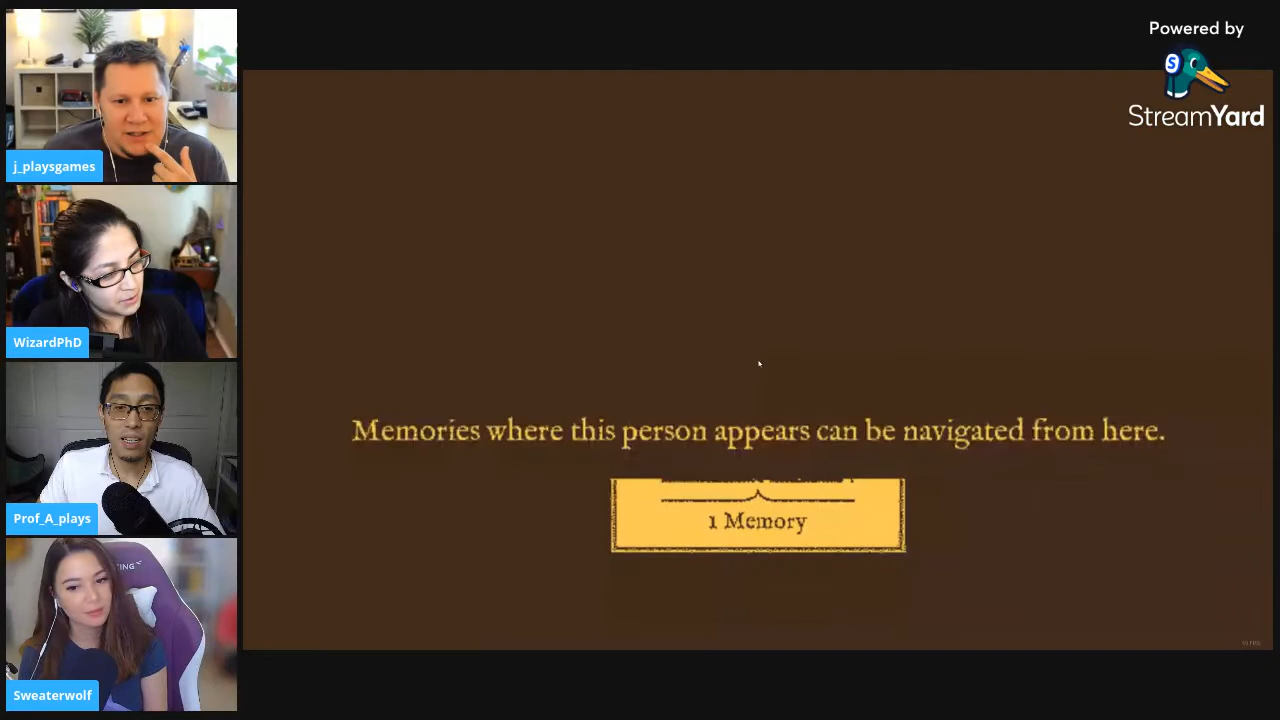 Powered by
S
StreamYard
j_playsgames
WizardPhD
Prof_A_plays
Sweaterwolf
Memories where this person appears can be navigated from here.
1 Memory